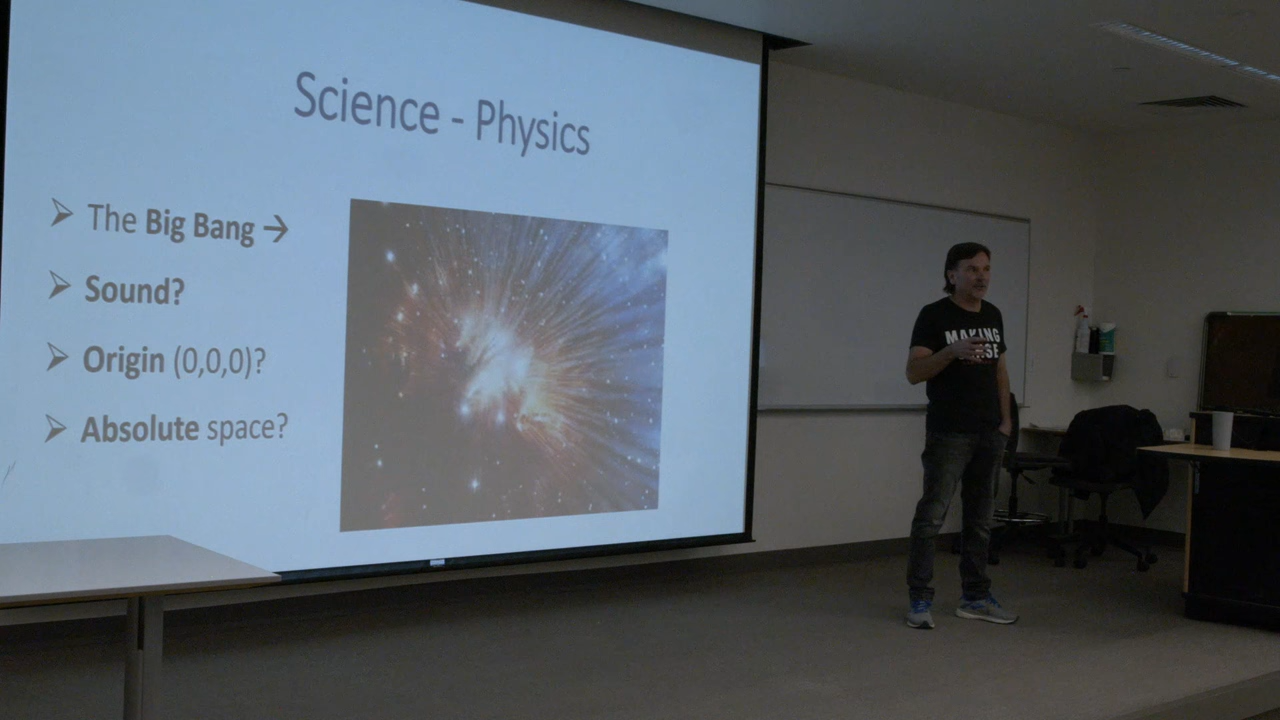 Science - Physics
The Big Bang →
Sound?
Origin (0,0,0)?
Absolute space?
MAKING